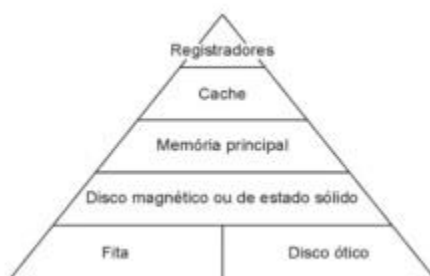 Registradores
Cache
Memória principal
Disco magnético ou de estado sólido
Fita
Disco ótico